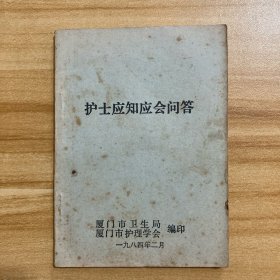 护士应知应会问答
厦门市卫生局
厦门市护理学会 编印
一九八四年二月